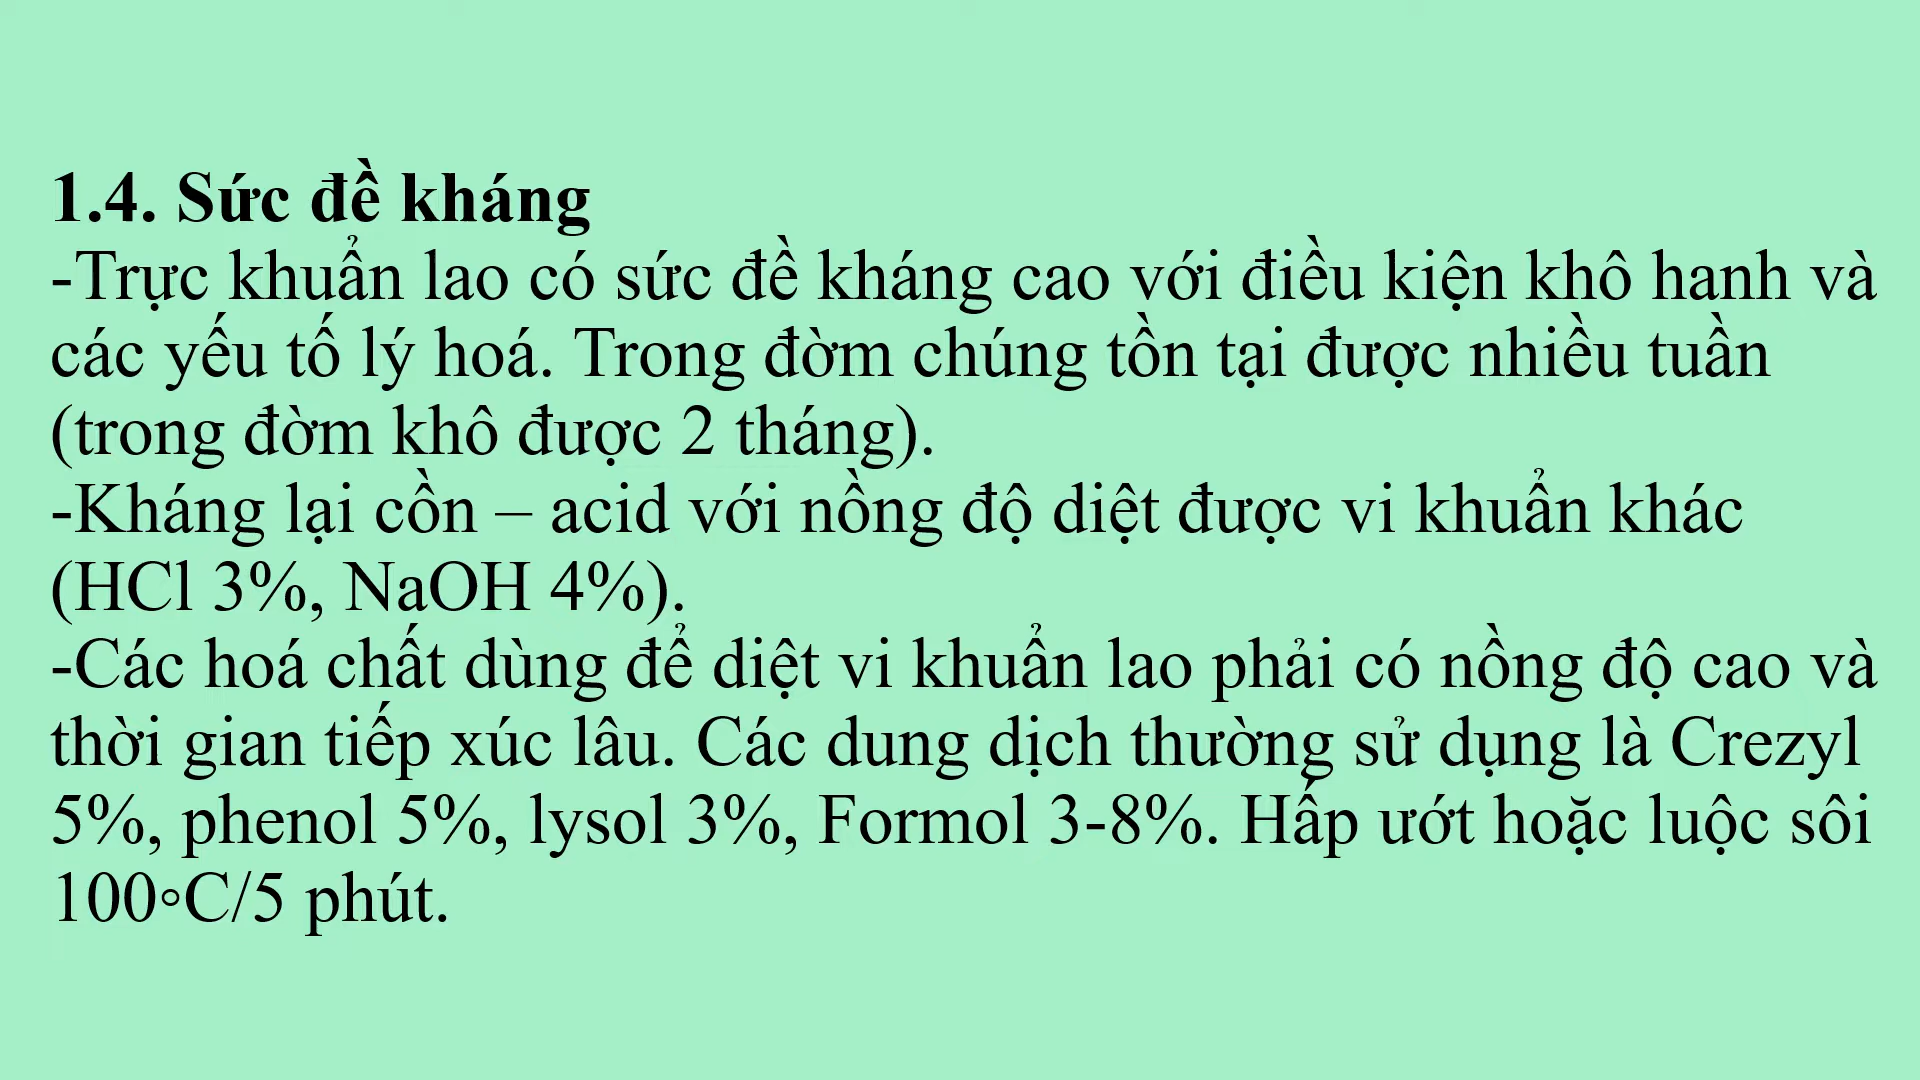 1.4. Sức đề kháng
-Trực khuẩn lao có sức đề kháng cao với điều kiện khô hanh và
các yếu tố lý hoá. Trong đờm chúng tồn tại được nhiều tuần
(trong đờm khô được 2 tháng).
-Kháng lại cồn – acid với nồng độ diệt được vi khuẩn khác
(HCl 3%, NaOH 4%).
-Các hoá chất dùng để diệt vi khuẩn lao phải có nồng độ cao và
thời gian tiếp xúc lâu. Các dung dịch thường sử dụng là Crezyl
5%, phenol 5%, lysol 3%, Formol 3-8%. Hấp ướt hoặc luộc sôi
100◦C/5 phút.